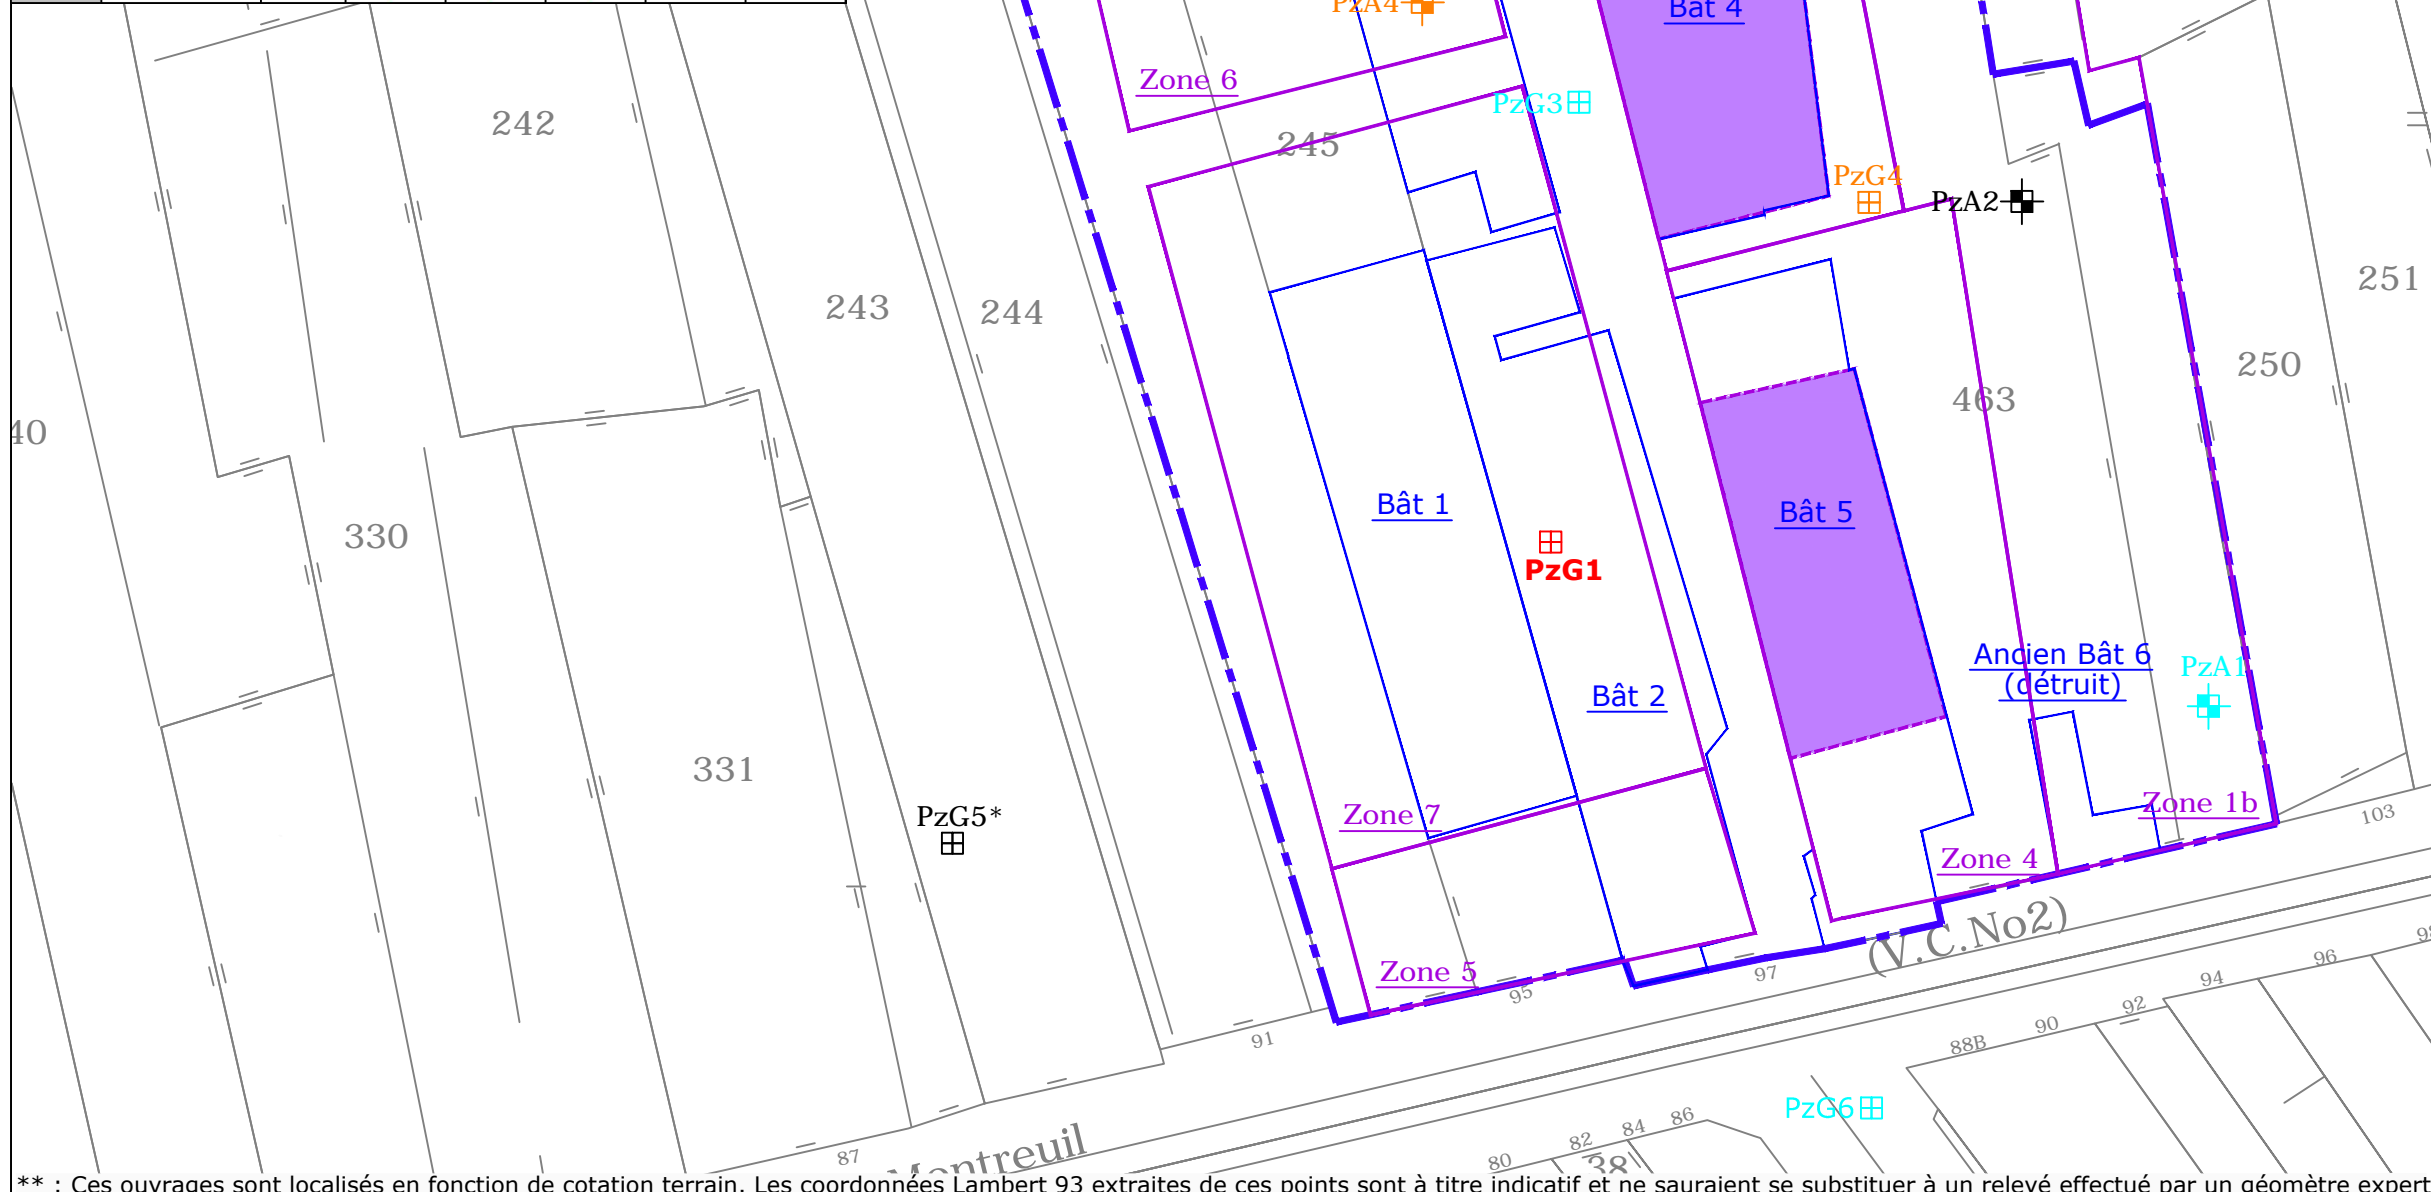 PzA4
Bât 4
Zone 6
242
PzG3
245
PzG4
PzA2
251
243
244
250
463
40
Bât 1
Bât 5
330
PzG1
Ancien Bât 6
(détruit)
PzA1
Bât 2
331
PzG5*
Zone 7
Zone 1b
103
Zone 4
(V.C.No2)
Zone 5
95
97
91
98
96
94
92
90
88B
PzG6
86
84
82
80
38
87
Montreuil
** : Ces ouvrages sont localisés en fonction de cotation terrain. Les coordonnées Lambert 93 extraites de ces points sont à titre indicatif et ne sauraient se substituer à un relevé effectué par un géomètre expert